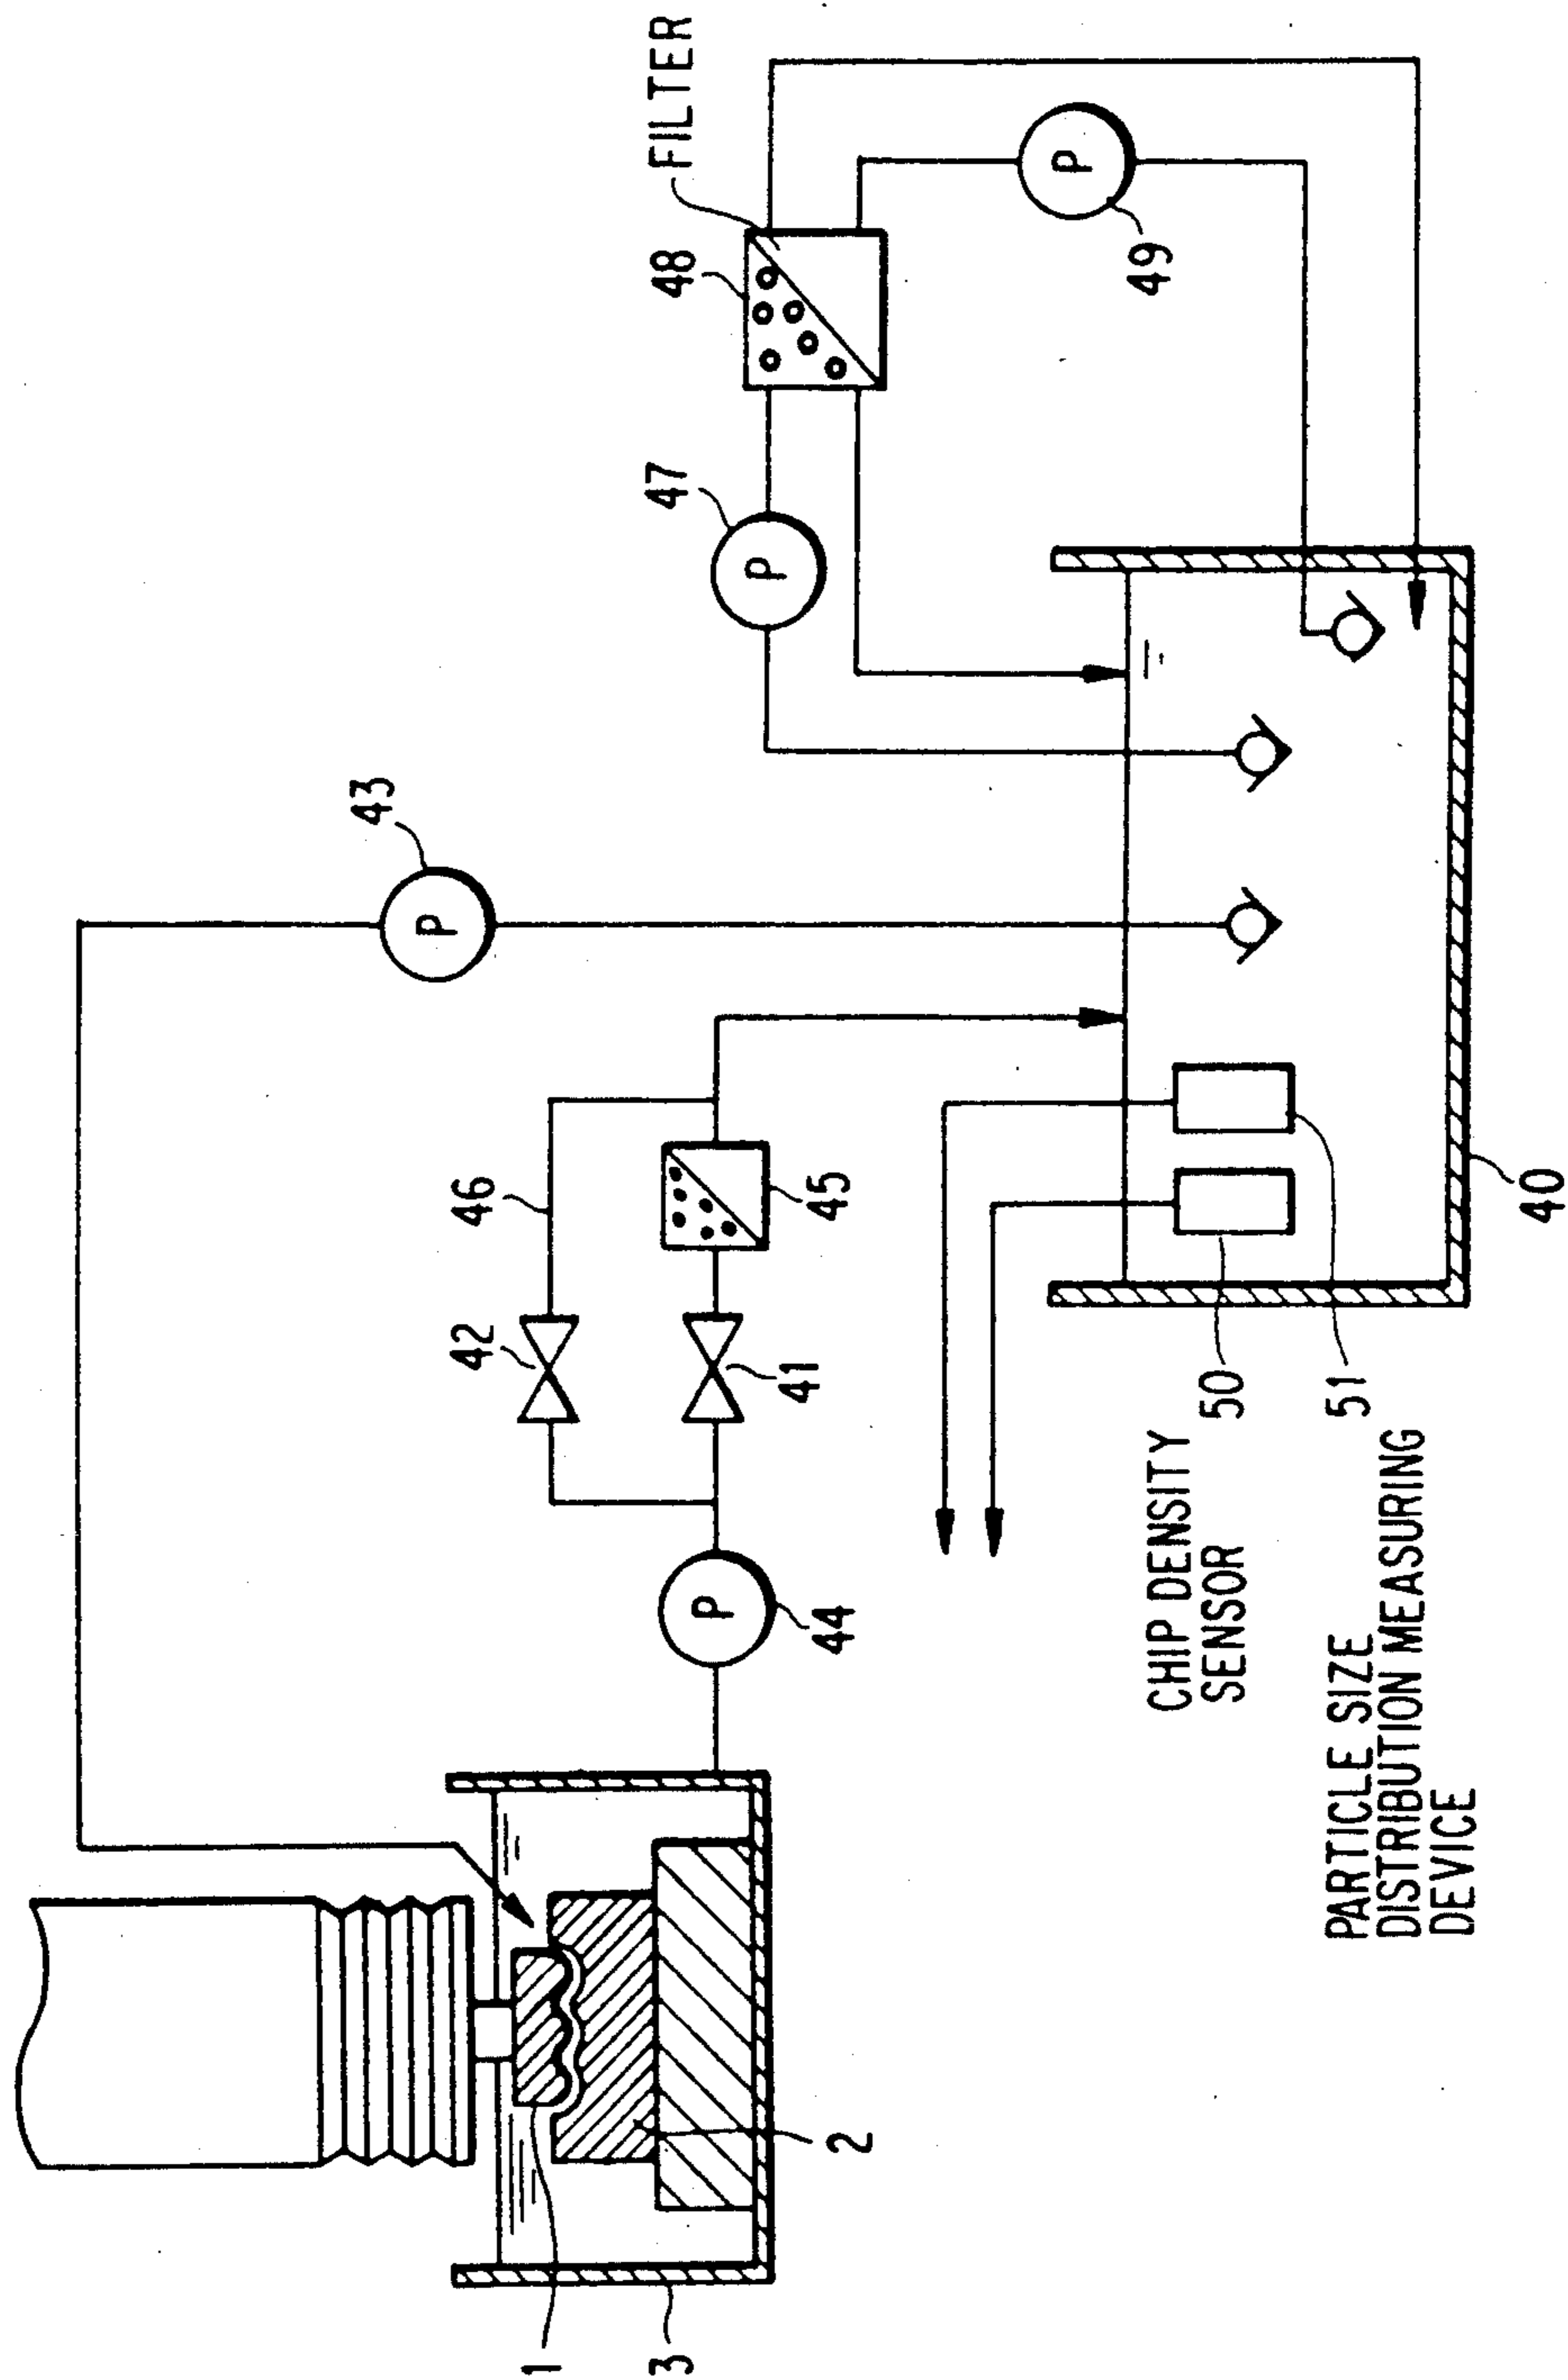 43
P
FILTER
48
47
P
P
49
46
42
45
41
P
44
1
3
2
CHIP DENSITY
SENSOR
50
51
PARTICLE SIZE
DISTRIBUTION MEASURING
DEVICE
40